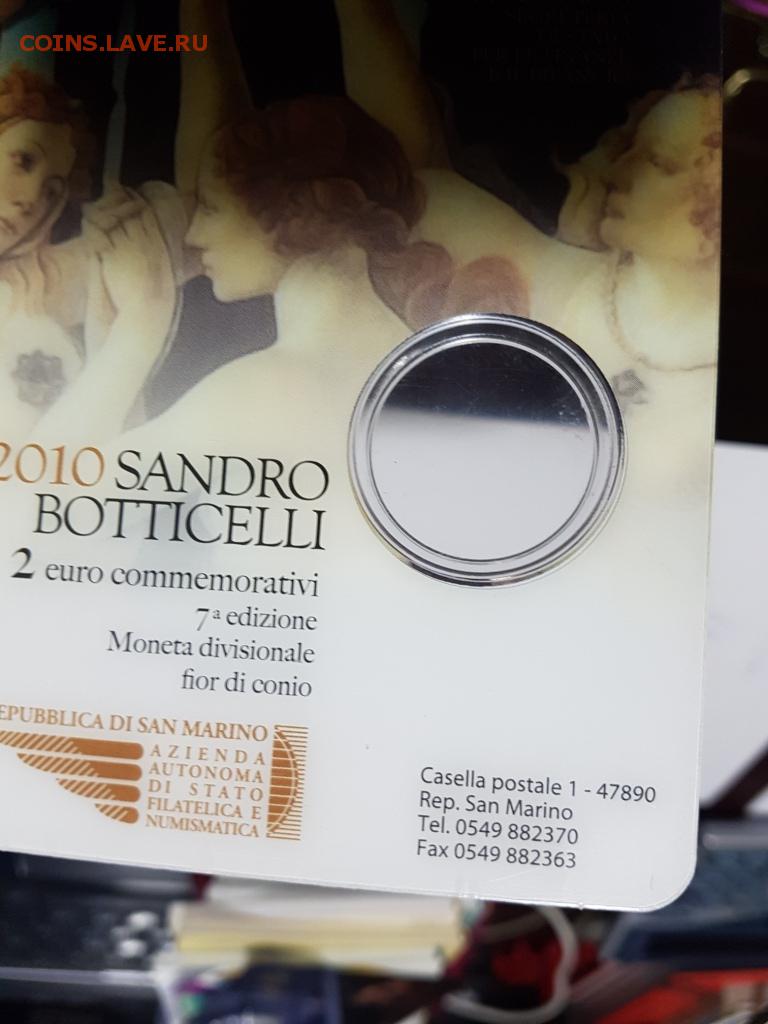 COINS.LAVE.RU
2010 SANDRO
BOTTICELLI
2 euro commemorativi
7ª edizione
Moneta divisionale
fior di conio
EPUBBLICA DI SAN MARINO
AZIENDA
AUTONOMA
DI STATO
FILATELICA E
NUMISMATICA
Casella postale 1 - 47890
Rep. San Marino
Tel. 0549 882370
Fax 0549 882363